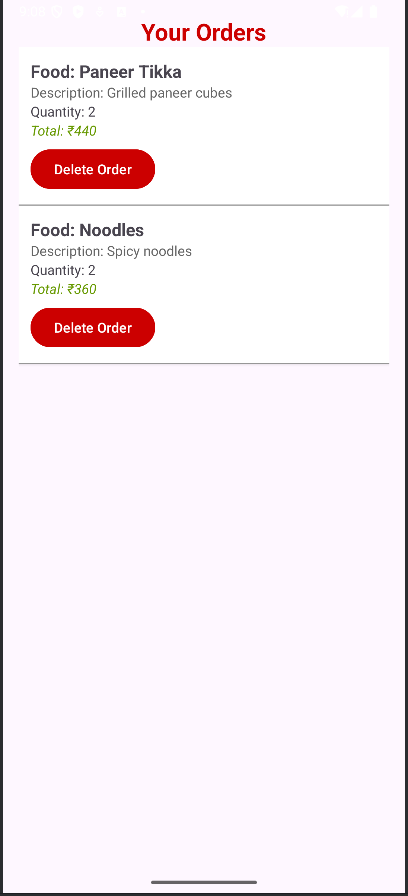 Your Orders
Food: Paneer Tikka
Description: Grilled paneer cubes
Quantity: 2
Total: ₹440
Delete Order
Food: Noodles
Description: Spicy noodles
Quantity: 2
Total: ₹360
Delete Order